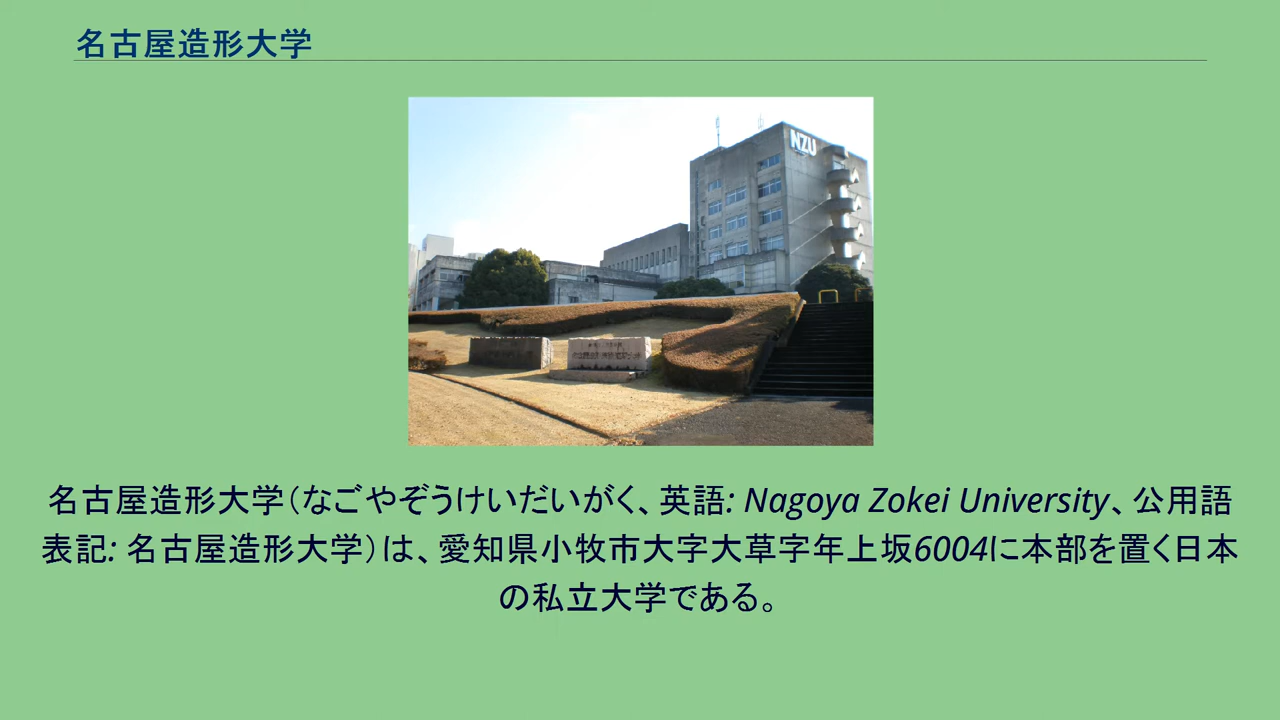 名古屋造形大学
NZU
名古屋造形大学（なごやぞうけいだいがく、英語: Nagoya Zokei University、公用語
表記: 名古屋造形大学）は、愛知県小牧市大字大草字年上坂6004に本部を置く日本
の私立大学である。